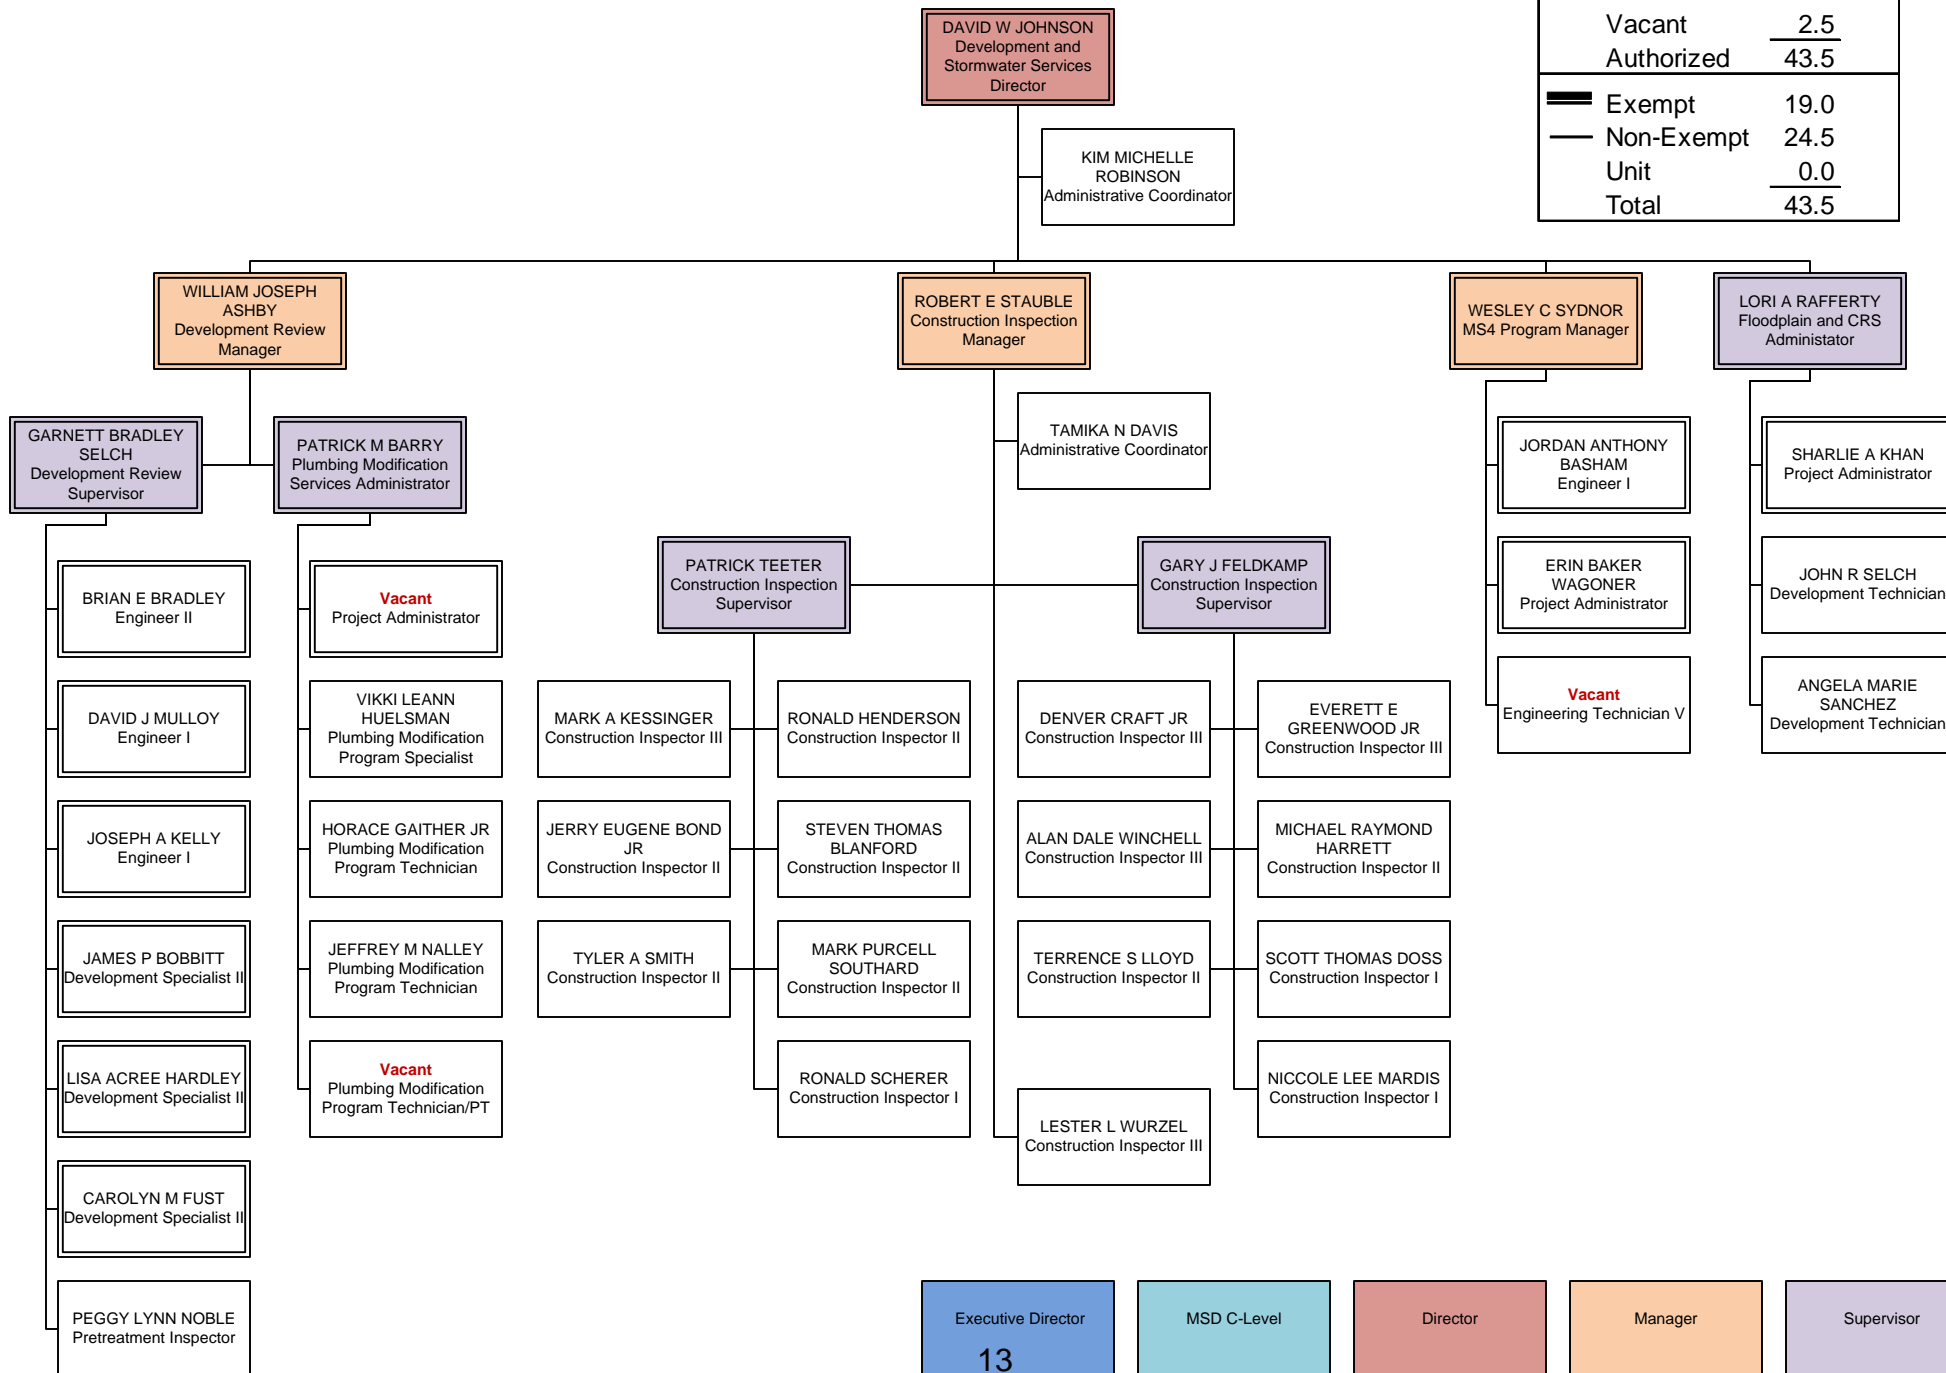 DAVID W JOHNSON
Development and
Stormwater Services
Director
Vacant 2.5
Authorized 43.5
Exempt 19.0
Non-Exempt 24.5
Unit 0.0
Total 43.5
KIM MICHELLE
ROBINSON
Administrative Coordinator
WILLIAM JOSEPH
ASHBY
Development Review
Manager
ROBERT E STAUBLE
Construction Inspection
Manager
WESLEY C SYDNOR
MS4 Program Manager
LORI A RAFFERTY
Floodplain and CRS
Administator
GARNETT BRADLEY
SELCH
Development Review
Supervisor
PATRICK M BARRY
Plumbing Modification
Services Administrator
TAMIKA N DAVIS
Administrative Coordinator
JORDAN ANTHONY
BASHAM
Engineer I
SHARLIE A KHAN
Project Administrator
BRIAN E BRADLEY
Engineer II
Vacant
Project Administrator
PATRICK TEETER
Construction Inspection
Supervisor
GARY J FELDKAMP
Construction Inspection
Supervisor
ERIN BAKER
WAGONER
Project Administrator
JOHN R SELCH
Development Technician
DAVID J MULLOY
Engineer I
VIKKI LEANN
HUELSMAN
Plumbing Modification
Program Specialist
MARK A KESSINGER
Construction Inspector III
RONALD HENDERSON
Construction Inspector II
DENVER CRAFT JR
Construction Inspector III
EVERETT E
GREENWOOD JR
Construction Inspector III
Vacant
Engineering Technician V
ANGELA MARIE
SANCHEZ
Development Technician
JOSEPH A KELLY
Engineer I
HORACE GAITHER JR
Plumbing Modification
Program Technician
JERRY EUGENE BOND
JR
Construction Inspector II
STEVEN THOMAS
BLANFORD
Construction Inspector II
ALAN DALE WINCHELL
Construction Inspector III
MICHAEL RAYMOND
HARRETT
Construction Inspector II
JAMES P BOBBITT
Development Specialist II
JEFFREY M NALLEY
Plumbing Modification
Program Technician
TYLER A SMITH
Construction Inspector II
MARK PURCELL
SOUTHARD
Construction Inspector II
TERRENCE S LLOYD
Construction Inspector II
SCOTT THOMAS DOSS
Construction Inspector I
LISA ACREE HARDLEY
Development Specialist II
Vacant
Plumbing Modification
Program Technician/PT
RONALD SCHERER
Construction Inspector I
LESTER L WURZEL
Construction Inspector III
NICCOLE LEE MARDIS
Construction Inspector I
CAROLYN M FUST
Development Specialist II
PEGGY LYNN NOBLE
Pretreatment Inspector
Executive Director
MSD C-Level
Director
Manager
Supervisor
13